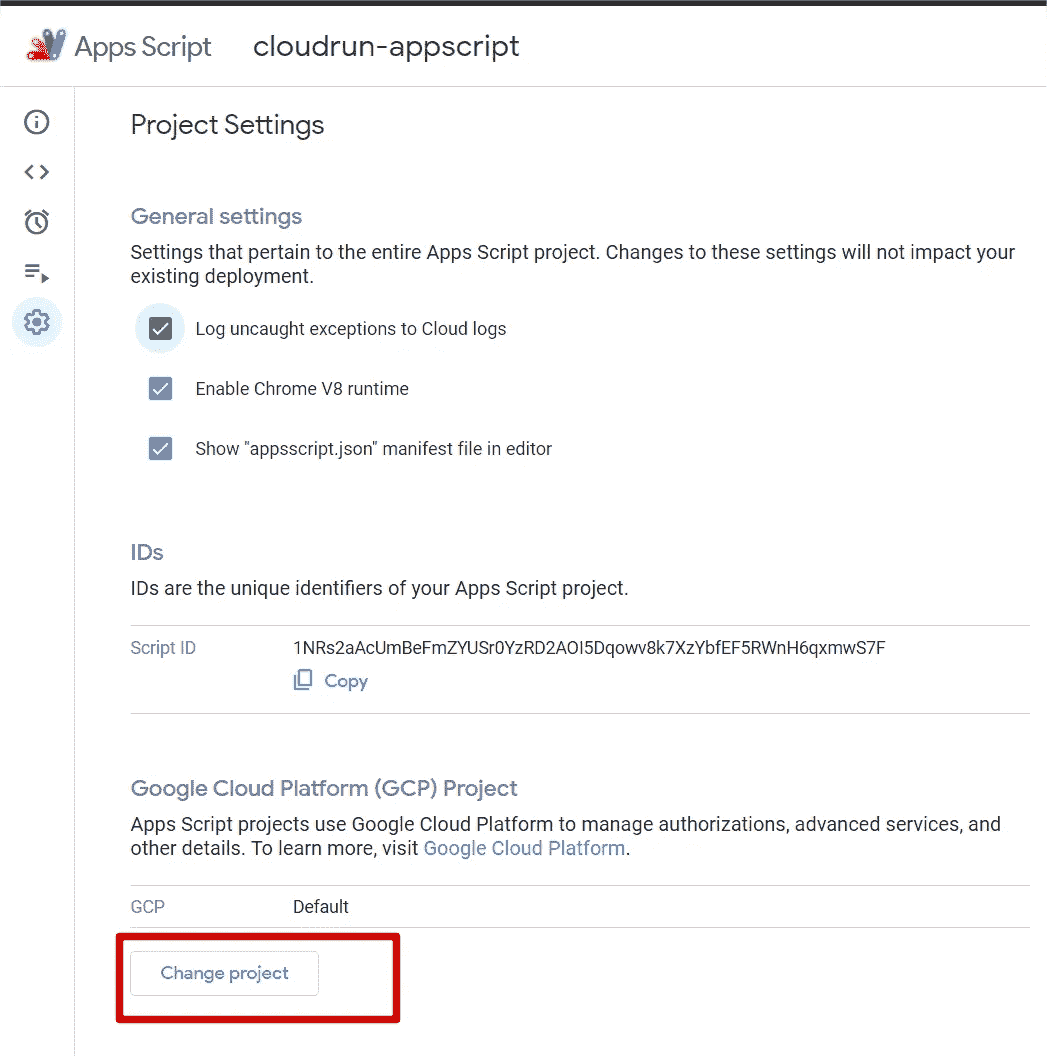 Apps Script cloudrun-appscript
Project Settings
General settings
Settings that pertain to the entire Apps Script project. Changes to these settings will not impact your
existing deployment.
Log uncaught exceptions to Cloud logs
Enable Chrome V8 runtime
Show "appsscript.json" manifest file in editor
IDs
IDs are the unique identifiers of your Apps Script project.
Script ID 1NRs2aAcUmBeFmZYUSr0YzRD2AOI5Dqowv8k7XzYbfEF5RWnH6qxmwS7F
Copy
Google Cloud Platform (GCP) Project
Apps Script projects use Google Cloud Platform to manage authorizations, advanced services, and
other details. To learn more, visit Google Cloud Platform.
GCP Default
Change project